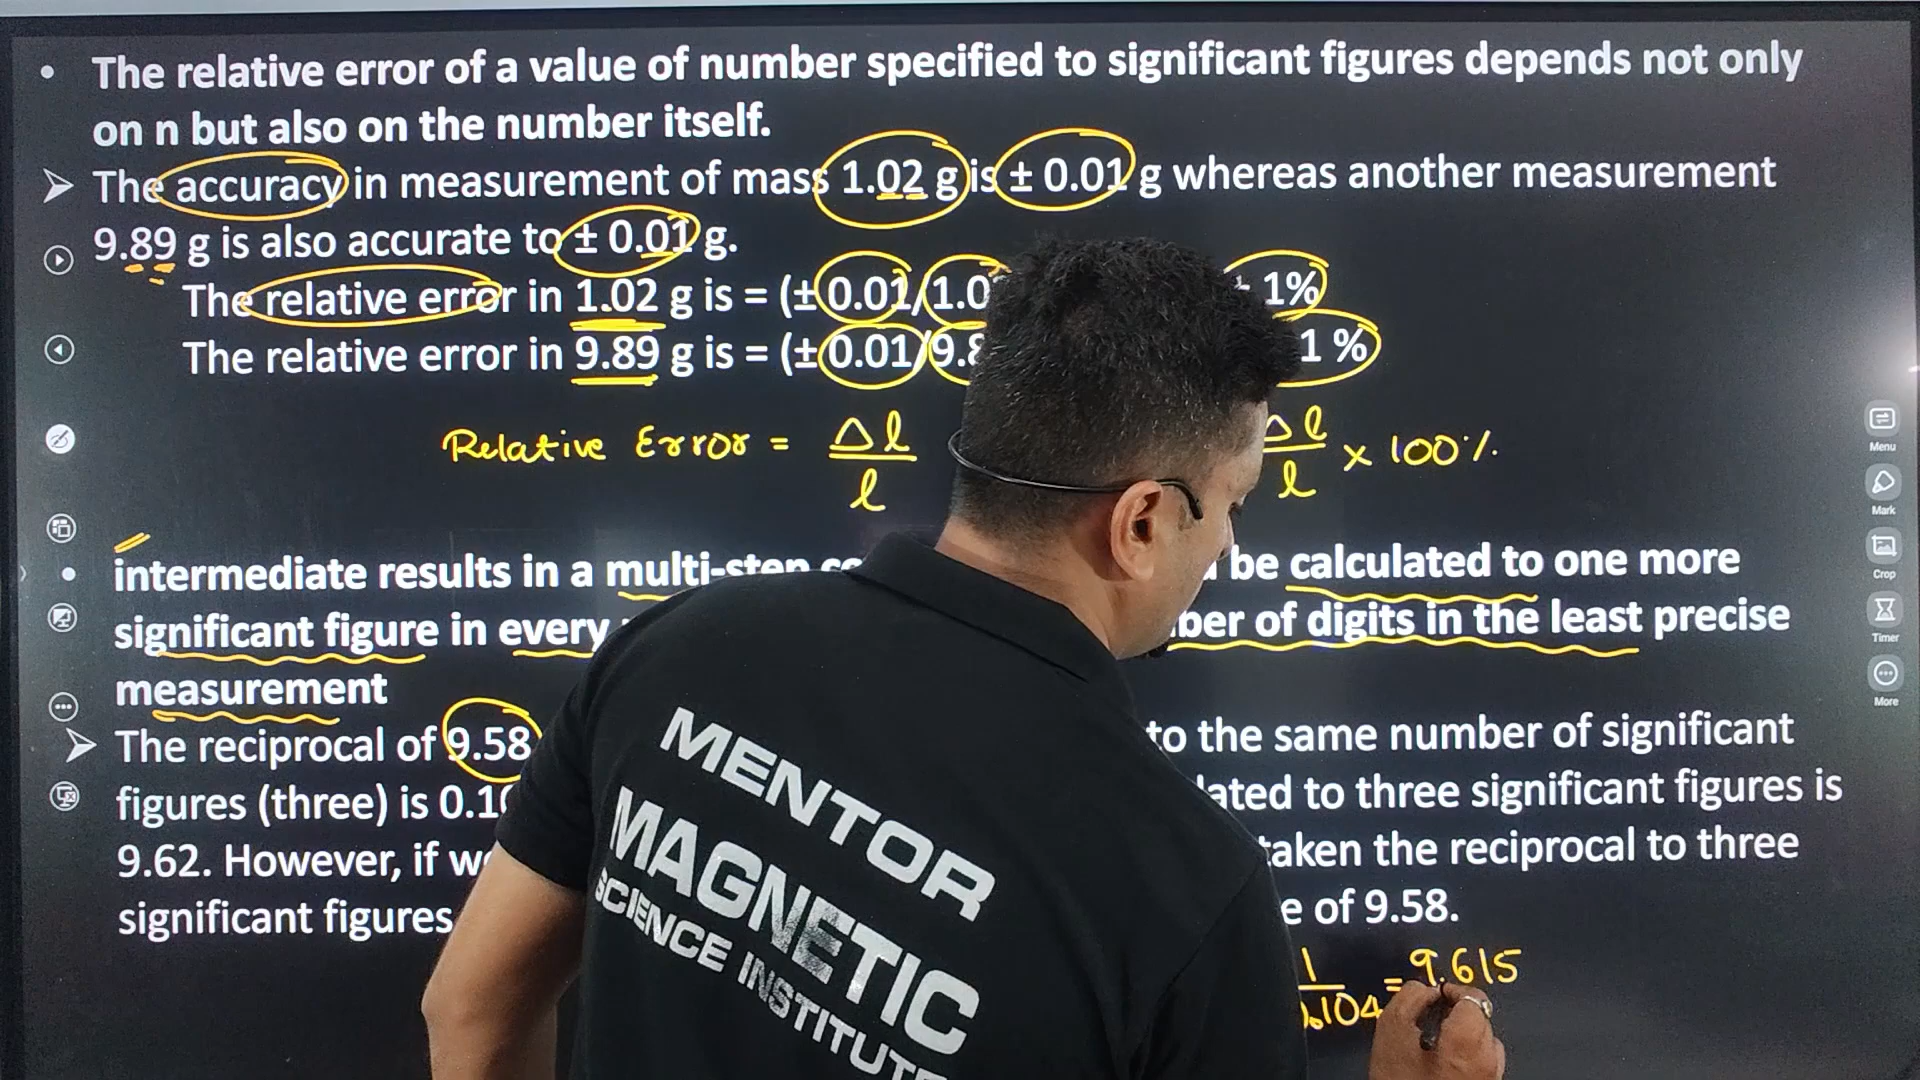 • The relative error of a value of number specified to significant figures depends not only
on n but also on the number itself.
➤ The accuracy in measurement of mass 1.02 g is ± 0.01 g whereas another measurement
9.89 g is also accurate to ± 0.01 g.
The relative error in 1.02 g is = (± 0.01/1.0 1%
The relative error in 9.89 g is = (± 0.01/9.8 1 %
Relative Error = Δl/l Δl/l × 100%
• intermediate results in a multi-step be calculated to one more
significant figure in every of digits in the least precise
measurement
➤ The reciprocal of 9.58 to the same number of significant
figures (three) is 0.10 to three significant figures is
9.62. However, if taken the reciprocal to three
significant figures of 9.58.
1/0.104 = 9.615
MENTOR
MAGNETIC
SCIENCE INSTITUTE
Menu
Mark
Crop
Timer
More